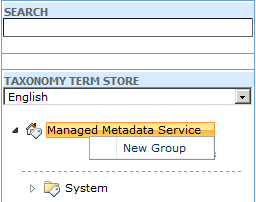 SEARCH
TAXONOMY TERM STORE
English
Managed Metadata Service
New Group
System